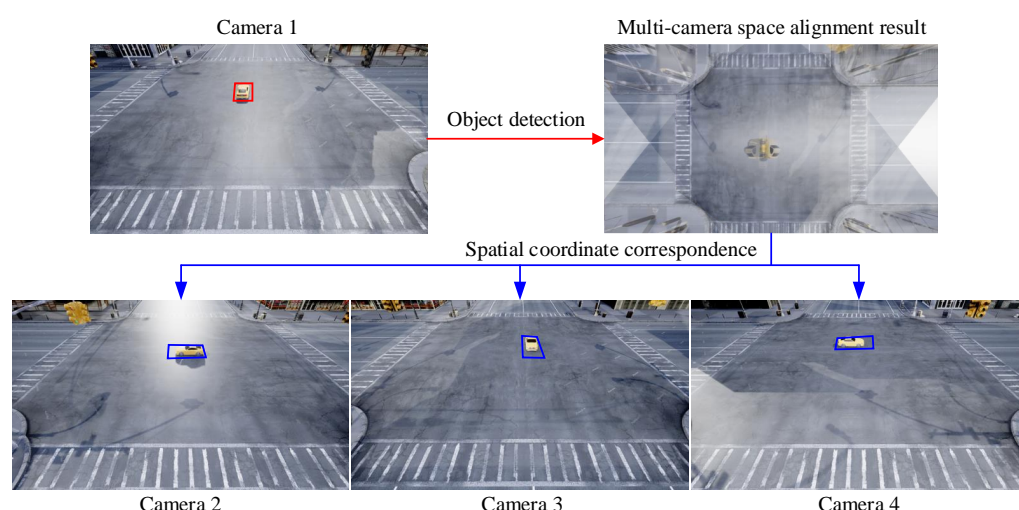 Camera 1
Multi-camera space alignment result
Object detection
Spatial coordinate correspondence
Camera 2
Camera 3
Camera 4